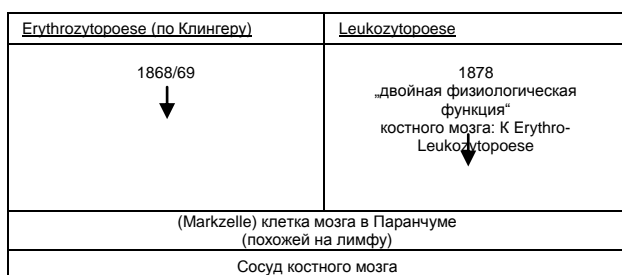 Erythrozytopoese (по Клингеру)
Leukozytopoese
1868/69
1878
„двойная физиологическая
функция“
костного мозга: К Erythro-
Leukozytopoese
(Markzelle) клетка мозга в Паранчуме
(похожей на лимфу)
Сосуд костного мозга